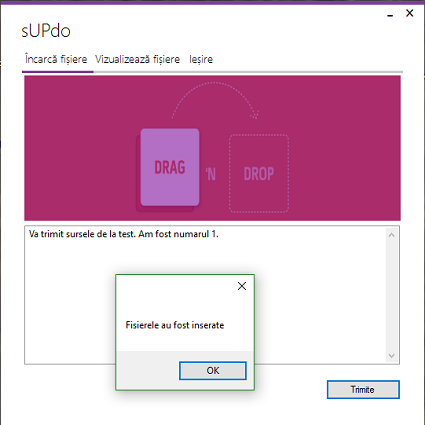 sUPdo
Încarcă fișiere Vizualizează fișiere Ieșire
DRAG 'N DROP
Va trimit sursele de la test. Am fost numarul 1.
Fisierele au fost inserate
OK
Trimite